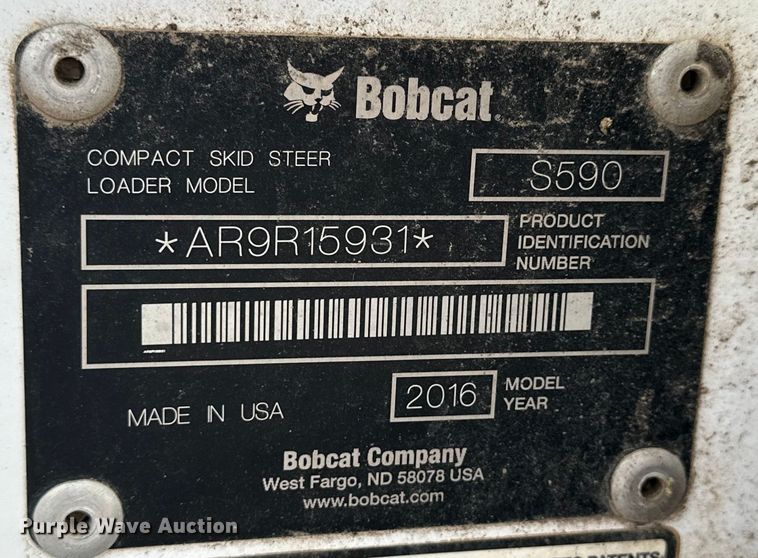 Bobcat®
COMPACT SKID STEER
LOADER MODEL
S590
*AR9R15931*
PRODUCT
IDENTIFICATION
NUMBER
MADE IN USA
2016
MODEL
YEAR
Bobcat Company
West Fargo, ND 58078 USA
www.bobcat.com
Purple Wave Auction
PATENTS